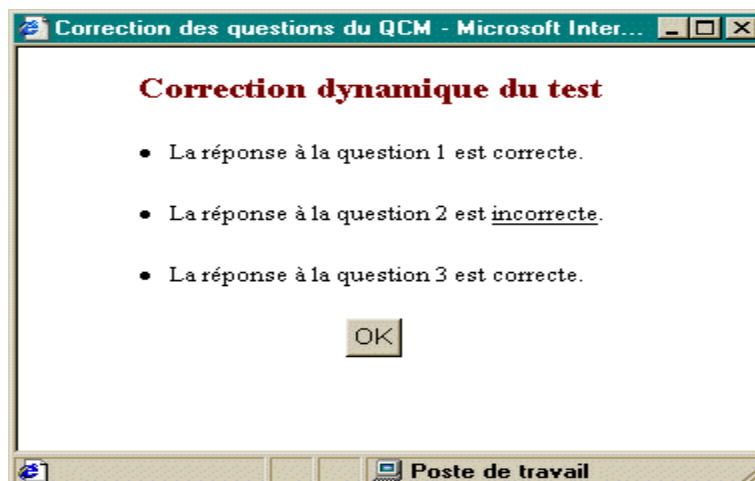 Correction des questions du QCM - Microsoft Inter...
Correction dynamique du test
• La réponse à la question 1 est correcte.
• La réponse à la question 2 est incorrecte.
• La réponse à la question 3 est correcte.
OK
Poste de travail